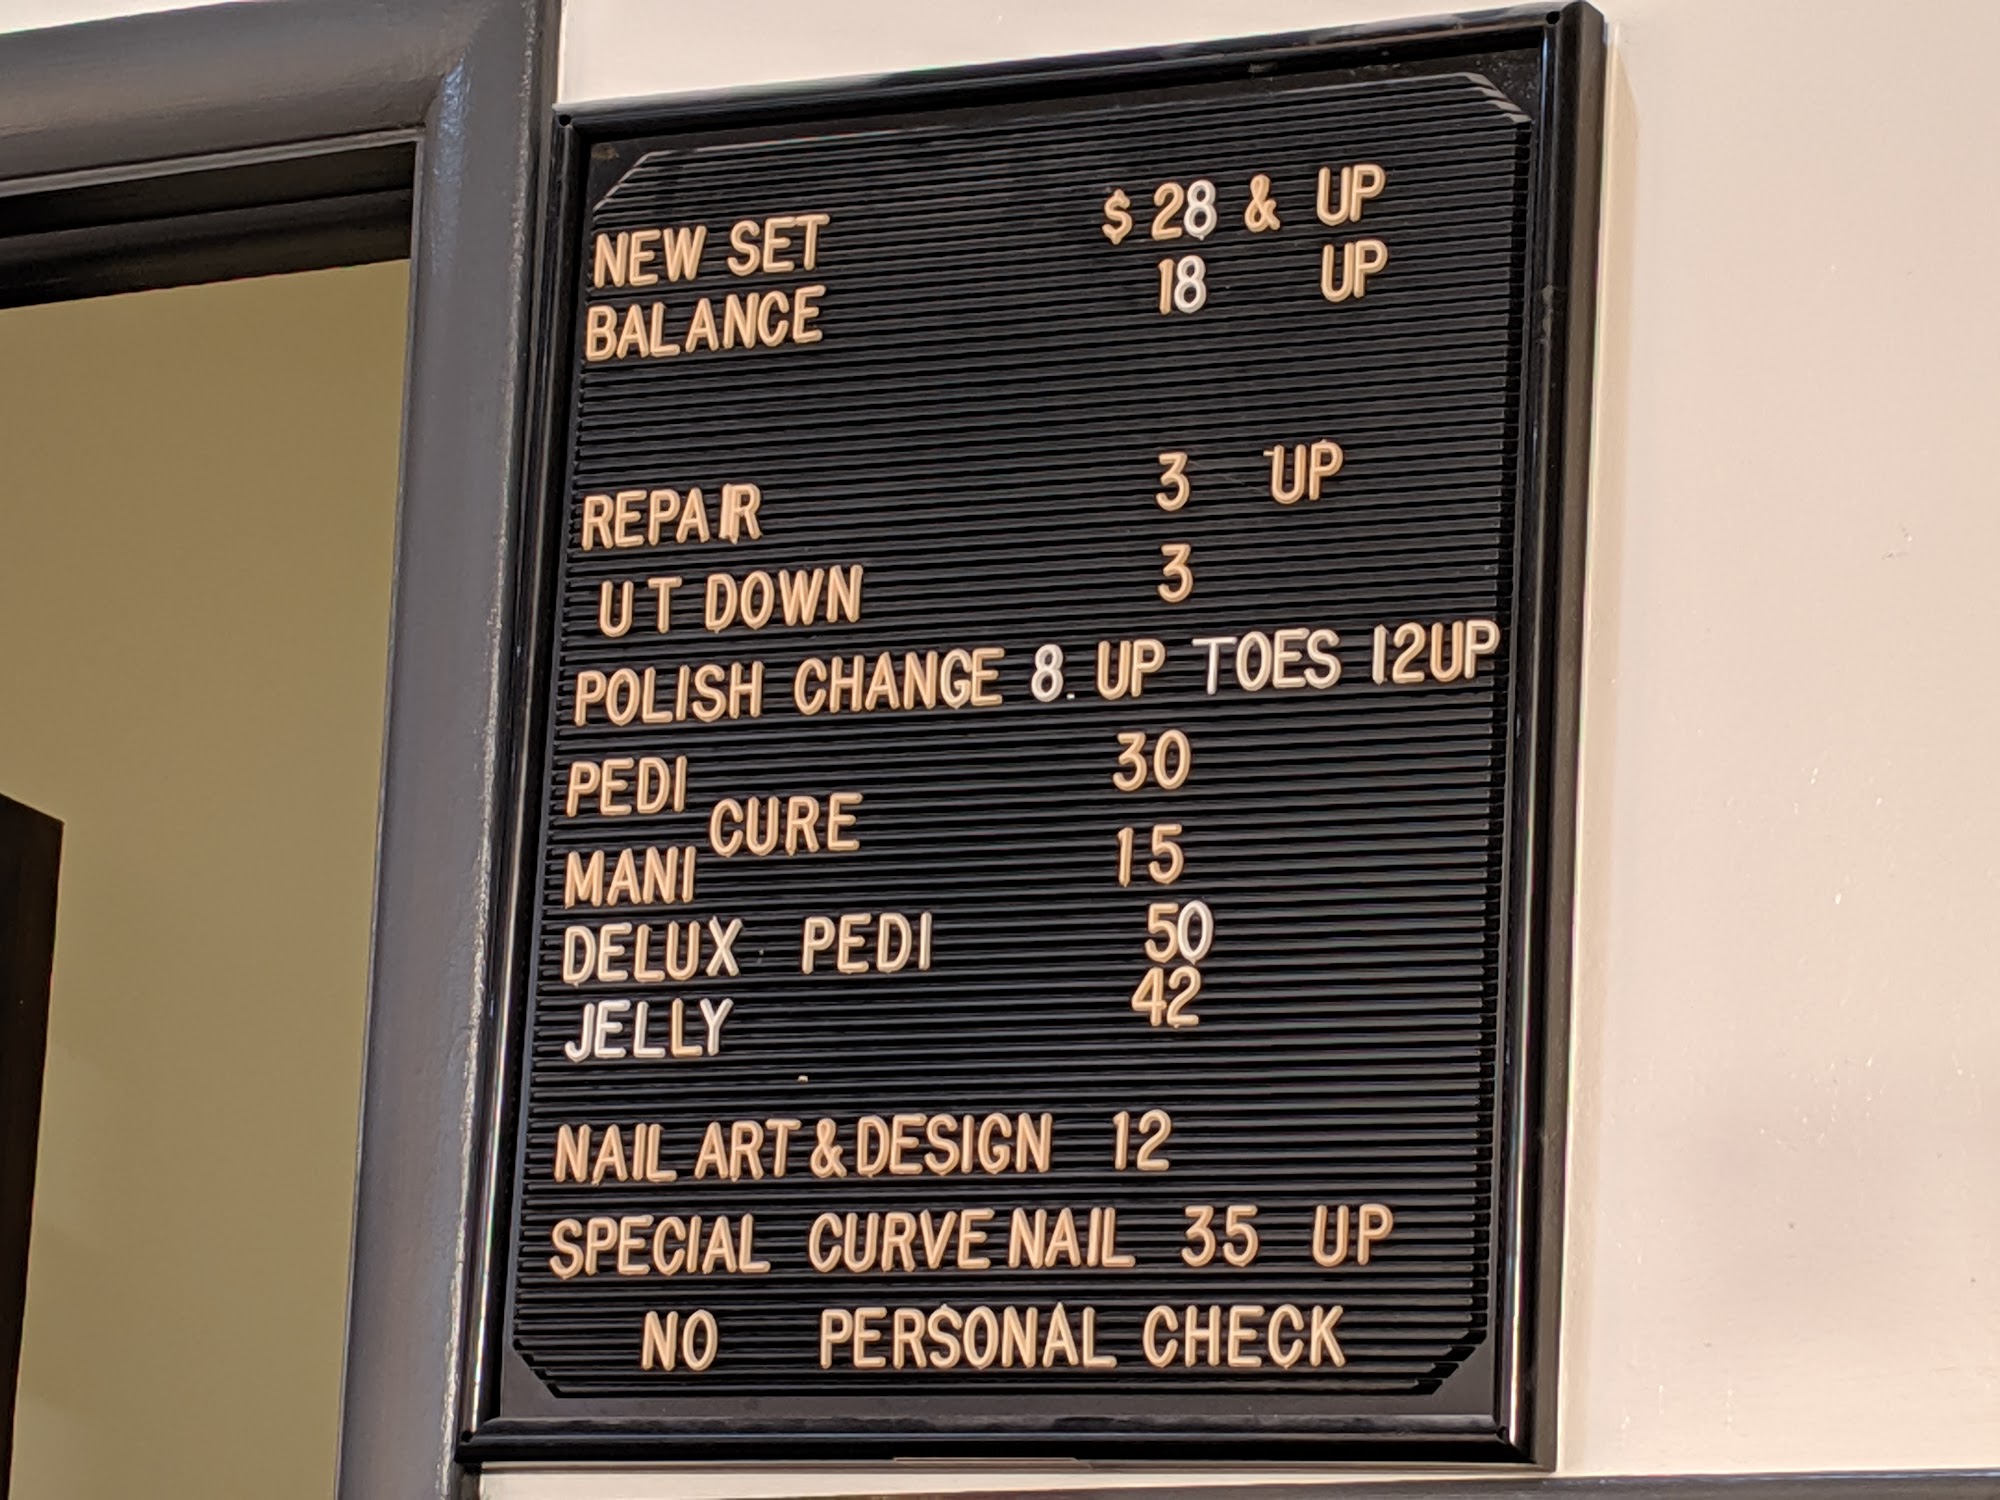 NEW SET $28 & UP
BALANCE 18 UP
REPAIR 3 UP
UT DOWN 3
POLISH CHANGE 8. UP TOES 12UP
PEDI 30
CURE
MANI 15
DELUX PEDI 50
JELLY 42
NAIL ART & DESIGN 12
SPECIAL CURVE NAIL 35 UP
NO PERSONAL CHECK